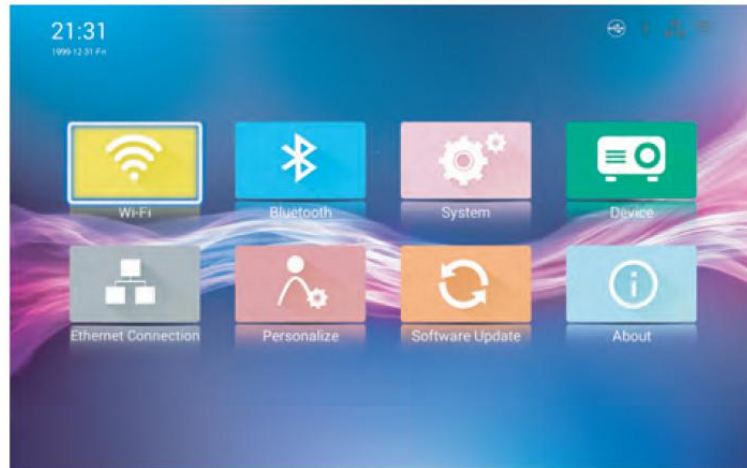 21:31
1999-12-31 Fri
Wi-Fi
Bluetooth
System
Device
Ethernet Connection
Personalize
Software Update
About